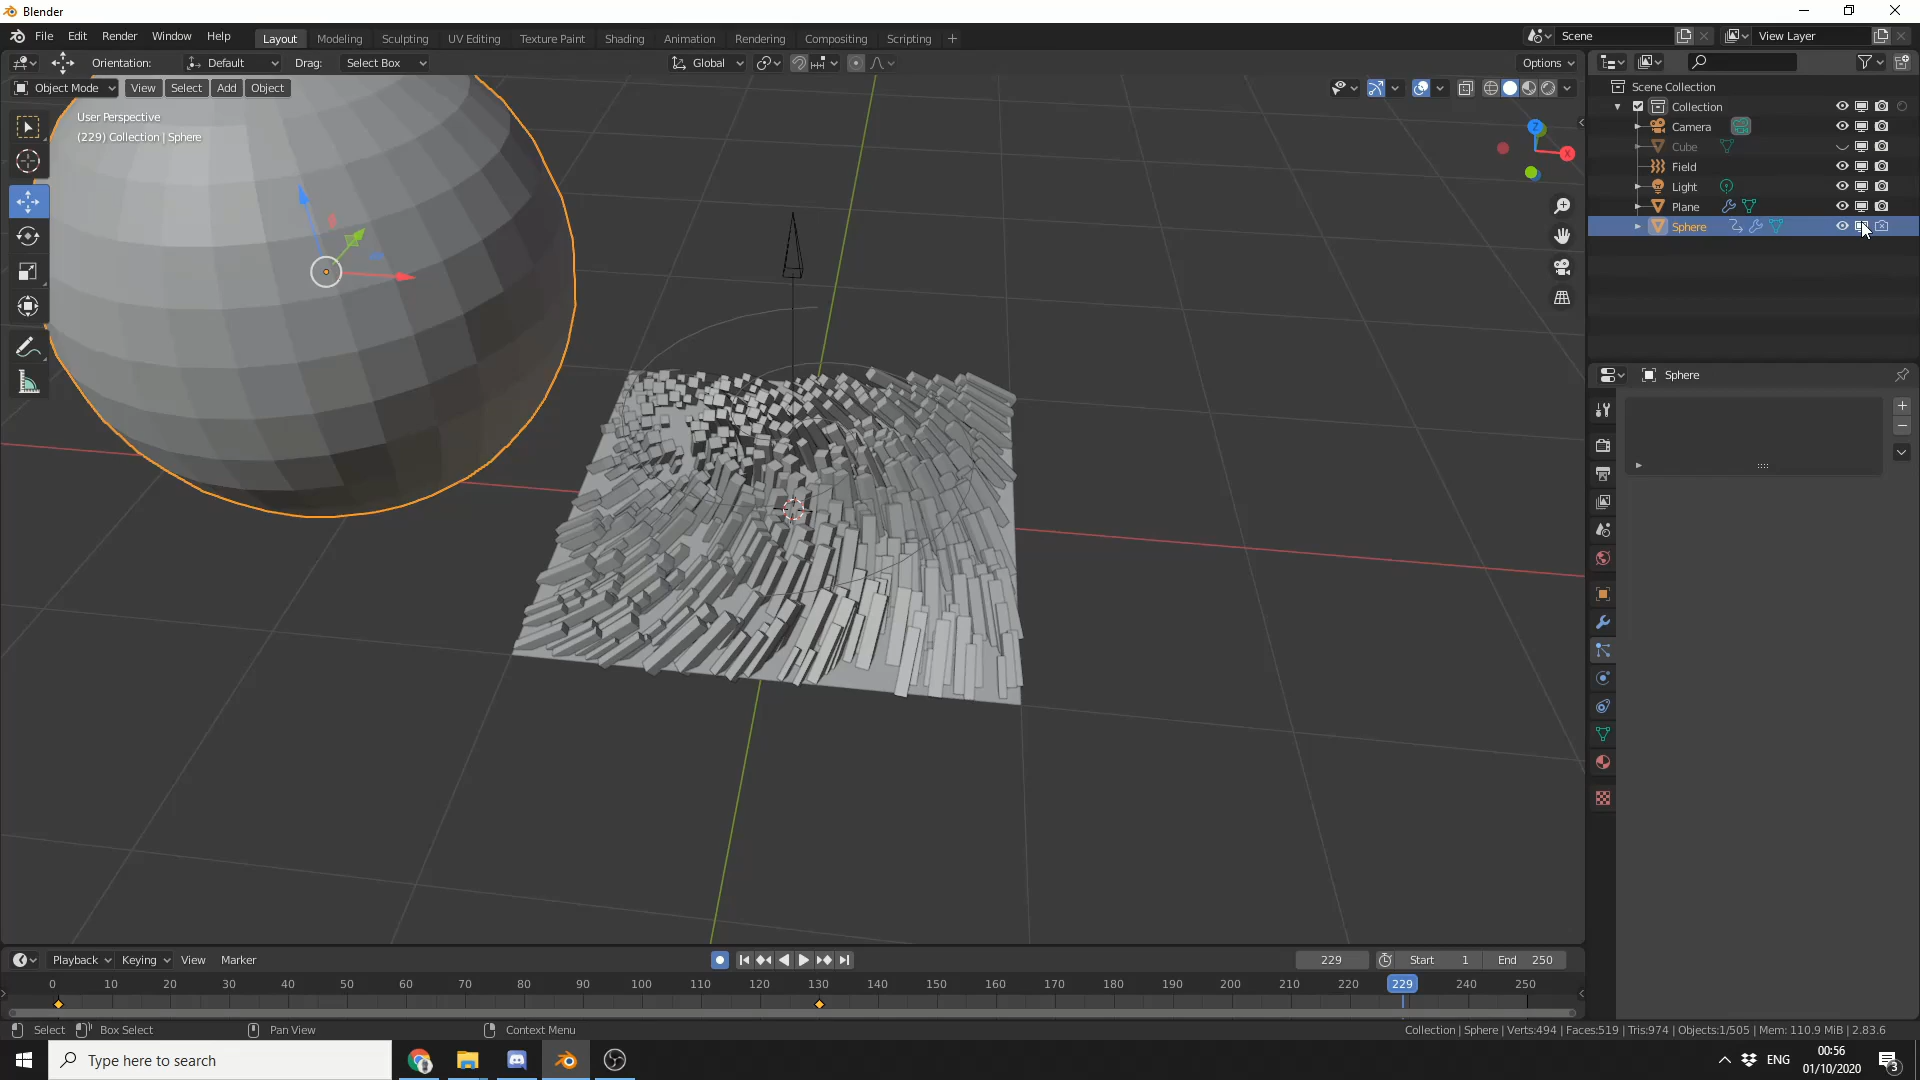 Blender
File Edit Render Window Help Layout Modeling Sculpting UV Editing Texture Paint Shading Animation Rendering Compositing Scripting + Scene View Layer
Orientation: Default Drag: Select Box Global Options
Object Mode View Select Add Object
User Perspective
(229) Collection | Sphere
Z
X
Scene Collection
Collection
Camera
Cube
Field
Light
Plane
Sphere
Sphere
Playback Keying View Marker 229 Start 1 End 250
0 10 20 30 40 50 60 70 80 90 100 110 120 130 140 150 160 170 180 190 200 210 220 229 240 250
Select Box Select Pan View Context Menu Collection | Sphere | Verts:494 | Faces:519 | Tris:974 | Objects:1/505 | Mem: 110.9 MiB | 2.83.6
Type here to search ENG 00:56
01/10/2020 3